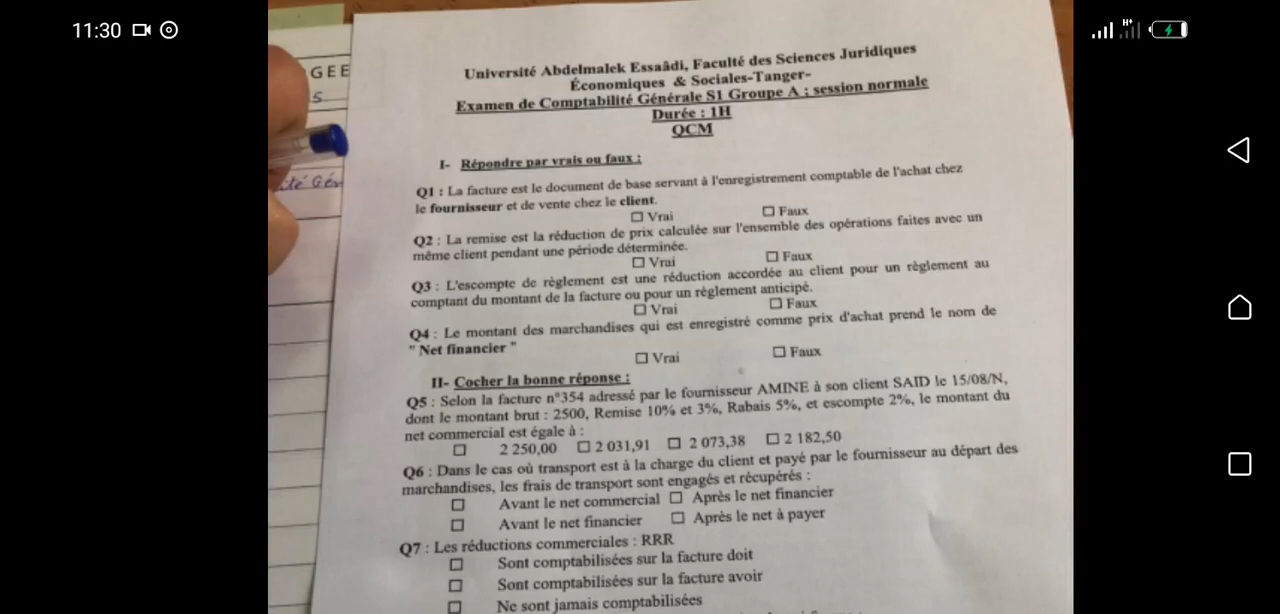 11:30
H+
GEE
S
ité Gén
Université Abdelmalek Essaâdi, Faculté des Sciences Juridiques
Économiques & Sociales-Tanger-
Examen de Comptabilité Générale S1 Groupe A ; session normale
Durée : 1H
QCM
I- Répondre par vrais ou faux :
Q1 : La facture est le document de base servant à l'enregistrement comptable de l'achat chez
le fournisseur et de vente chez le client.
☐ Vrai ☐ Faux
Q2 : La remise est la réduction de prix calculée sur l'ensemble des opérations faites avec un
même client pendant une période déterminée.
☐ Vrai ☐ Faux
Q3 : L'escompte de règlement est une réduction accordée au client pour un règlement au
comptant du montant de la facture ou pour un règlement anticipé.
☐ Vrai ☐ Faux
Q4 : Le montant des marchandises qui est enregistré comme prix d'achat prend le nom de
" Net financier "
☐ Vrai ☐ Faux
II- Cocher la bonne réponse :
Q5 : Selon la facture n°354 adressé par le fournisseur AMINE à son client SAID le 15/08/N,
dont le montant brut : 2500, Remise 10% et 3%, Rabais 5%, et escompte 2%, le montant du
net commercial est égale à :
☐ 2 250,00 ☐ 2 031,91 ☐ 2 073,38 ☐ 2 182,50
Q6 : Dans le cas où transport est à la charge du client et payé par le fournisseur au départ des
marchandises, les frais de transport sont engagés et récupérés :
☐ Avant le net commercial ☐ Après le net financier
☐ Avant le net financier ☐ Après le net à payer
Q7 : Les réductions commerciales : RRR
☐ Sont comptabilisées sur la facture doit
☐ Sont comptabilisées sur la facture avoir
☐ Ne sont jamais comptabilisées